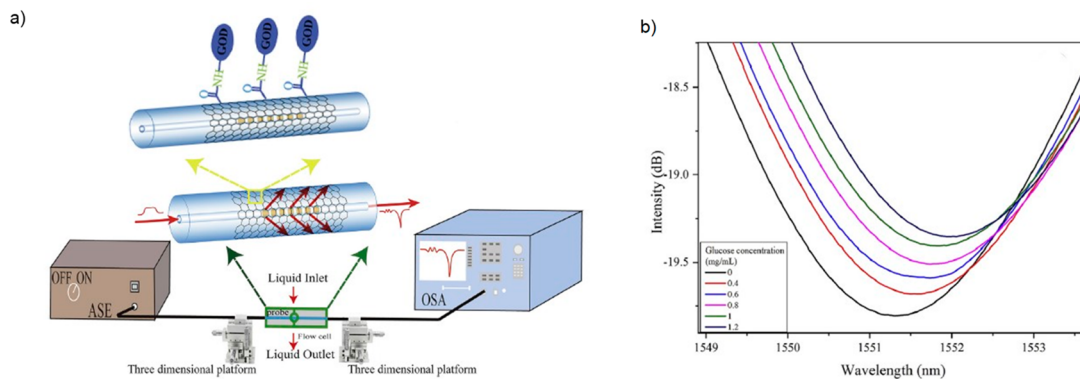 a)
GOD
GOD
GOD
NH
NH
NH
OFF ON
ASE
Liquid Inlet
probe
Flow cell
Liquid Outlet
OSA
Three dimensional platform
Three dimensional platform
b)
-18.5
-19.0
-19.5
Intensity (dB)
Glucose concentration
(mg/mL)
0
0.4
0.6
0.8
1
1.2
1549
1550
1551
1552
1553
Wavelength (nm)